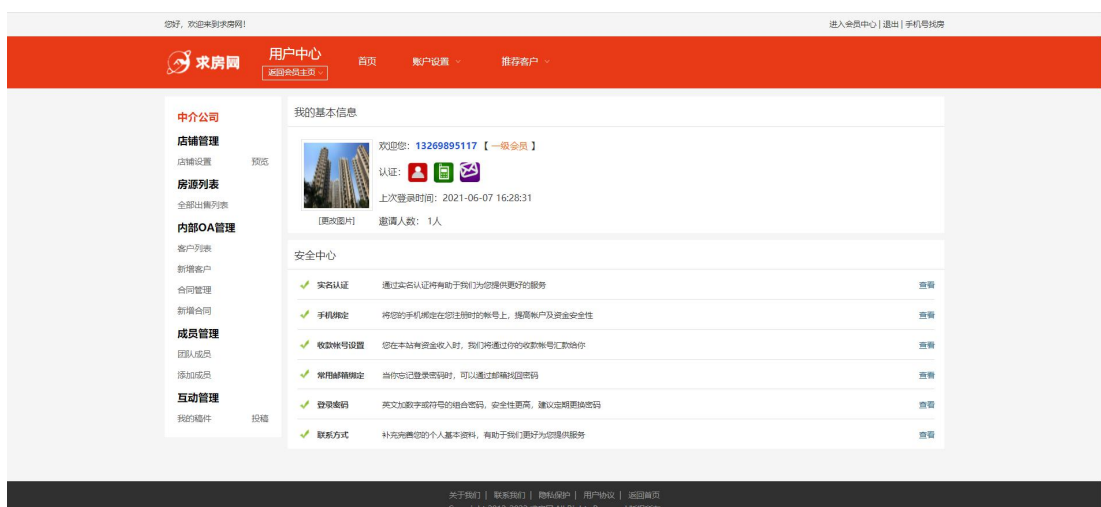 您好，欢迎来到求房网！ 进入会员中心 | 退出 | 手机号找房
求房网 用户中心 首页 账户设置 推荐客户
返回会员主页
中介公司
店铺管理
店铺设置 预览
房源列表
全部出售列表
内部OA管理
客户列表
新增客户
合同管理
新增合同
成员管理
团队成员
添加成员
互动管理
我的稿件 投稿
我的基本信息
欢迎您：13269895117 【 一级会员 】
认证：
上次登录时间：2021-06-07 16:28:31
[更改图片] 邀请人数： 1人
安全中心
实名认证 通过实名认证将有助于我们为您提供更好的服务 查看
手机绑定 将您的手机绑定在您注册时的帐号上，提高帐户及资金安全性 查看
收款帐号设置 您在本站有资金收入时，我们将通过你的收款帐号汇款给你 查看
常用邮箱绑定 当你忘记登录密码时，可以通过邮箱找回密码 查看
登录密码 英文加数字或符号的组合密码，安全性更高，建议定期更换密码 查看
联系方式 补充完善您的个人基本资料，有助于我们更好为您提供服务 查看
关于我们 | 联系我们 | 隐私保护 | 用户协议 | 返回首页